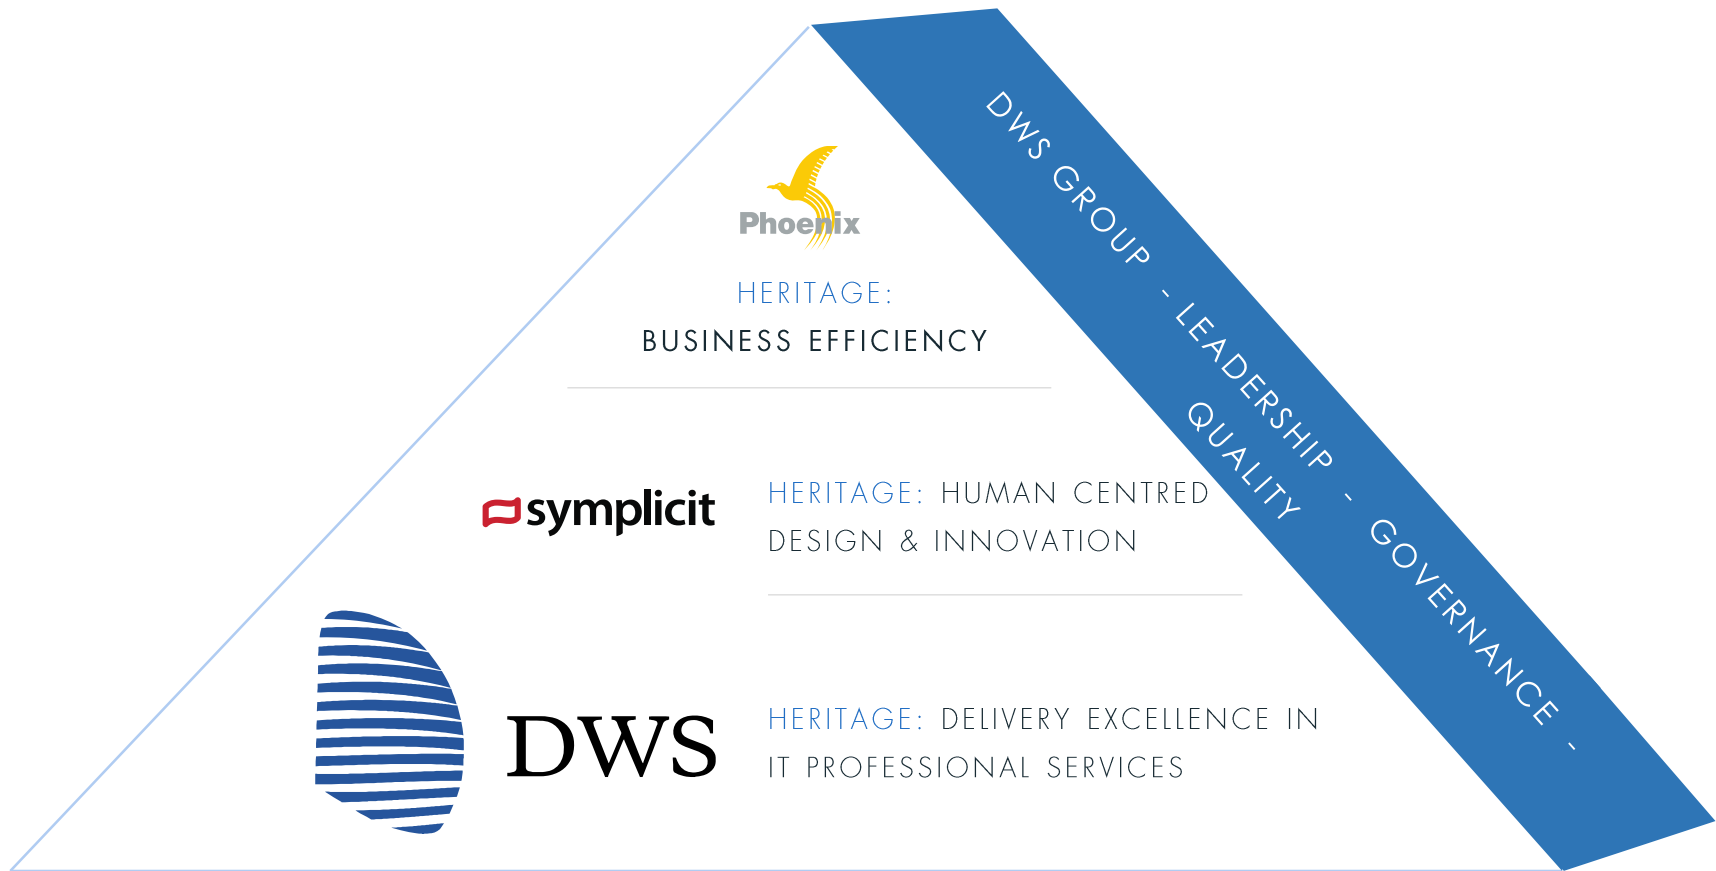 Phoenix
HERITAGE:
BUSINESS EFFICIENCY
symplicit
HERITAGE: HUMAN CENTRED
DESIGN & INNOVATION
DWS
HERITAGE: DELIVERY EXCELLENCE IN
IT PROFESSIONAL SERVICES
DWS GROUP - LEADERSHIP - GOVERNANCE -
QUALITY